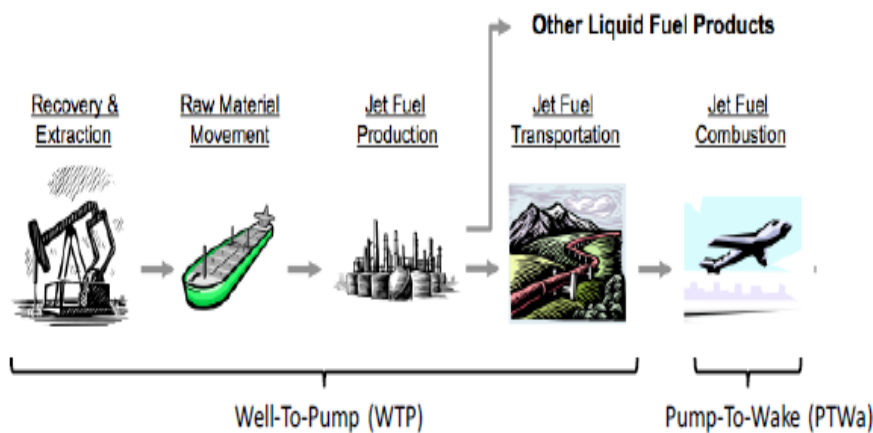 Other Liquid Fuel Products
Recovery &
Extraction
Raw Material
Movement
Jet Fuel
Production
Jet Fuel
Transportation
Jet Fuel
Combustion
Well-To-Pump (WTP)
Pump-To-Wake (PTWa)